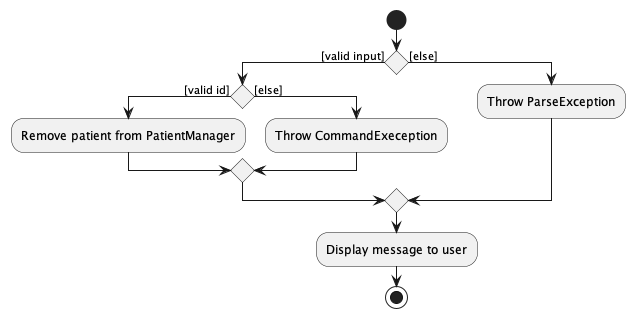 [valid input]
[else]
[valid id]
[else]
Throw ParseException
Remove patient from PatientManager
Throw CommandExeception
Display message to user